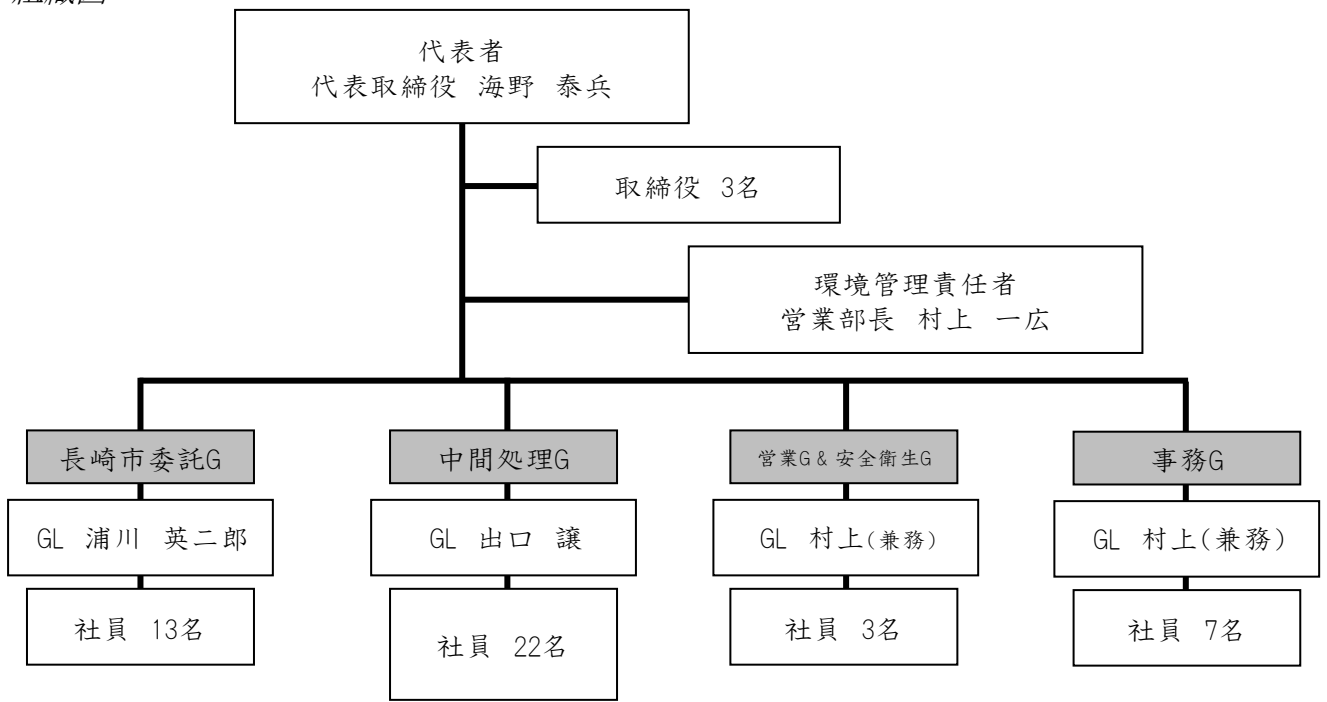 組織図
代表者
代表取締役 海野 泰兵
取締役 3名
環境管理責任者
営業部長 村上 一広
長崎市委託G
中間処理G
営業G & 安全衛生G
事務G
GL 浦川 英二郎
GL 出口 譲
GL 村上(兼務)
GL 村上(兼務)
社員 13名
社員 22名
社員 3名
社員 7名